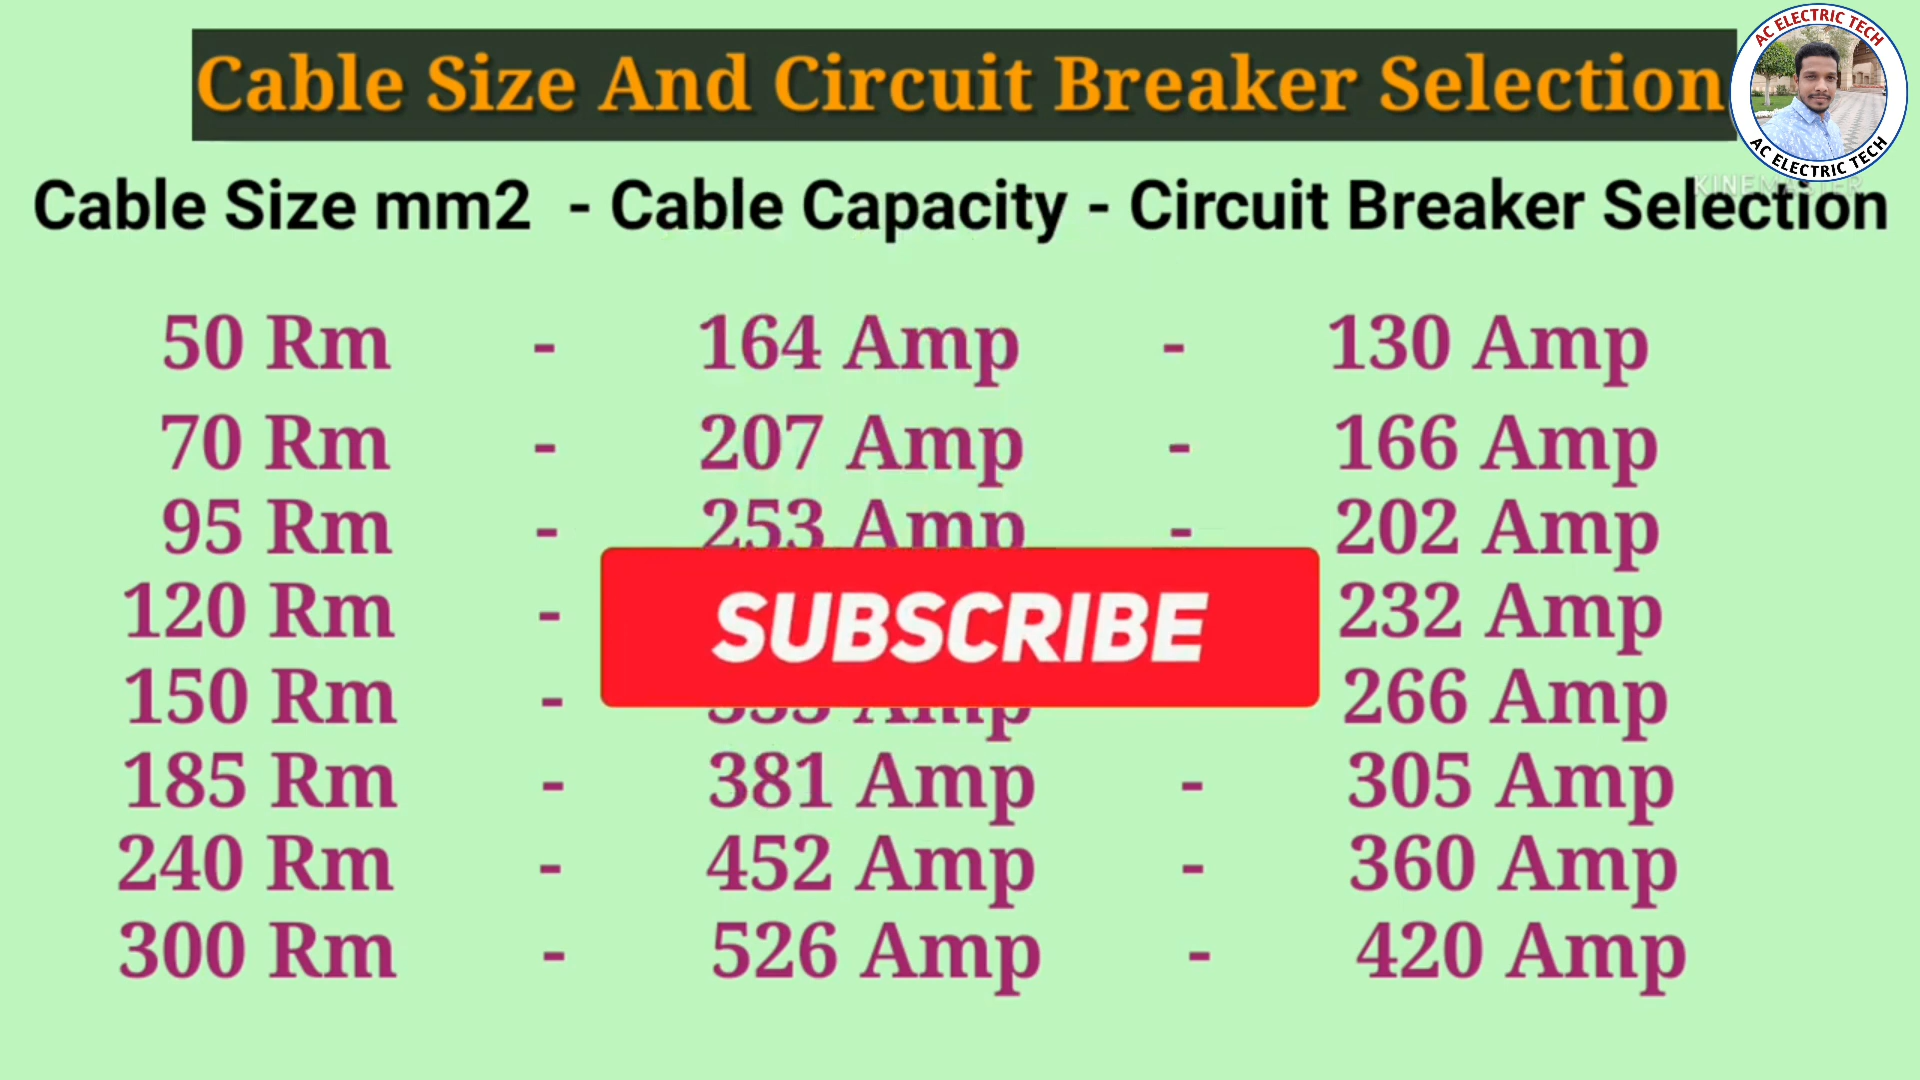 AC ELECTRIC TECH
Cable Size And Circuit Breaker Selection
AC ELECTRIC TECH
KINEMASTER
Cable Size mm2 - Cable Capacity - Circuit Breaker Selection
50 Rm - 164 Amp - 130 Amp
70 Rm - 207 Amp - 166 Amp
95 Rm - 253 Amp - 202 Amp
120 Rm - 232 Amp
SUBSCRIBE
150 Rm - Amp 266 Amp
185 Rm - 381 Amp - 305 Amp
240 Rm - 452 Amp - 360 Amp
300 Rm - 526 Amp - 420 Amp